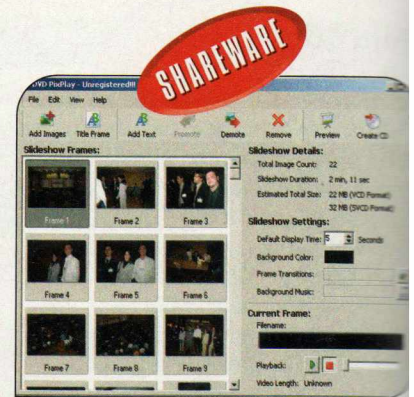 SHAREWARE
DVD PixPlay - Unregistered!!!
File Edit View Help
Add Images Title Frame Add Text Promote Demote Remove Preview Create CD
Slideshow Frames:
Frame 1 Frame 2 Frame 3
Frame 4 Frame 5 Frame 6
Frame 7 Frame 8 Frame 9
Slideshow Details:
Total Image Count: 22
Slideshow Duration: 2 min, 11 sec
Estimated Total Size: 22 MB (VCD Format)
32 MB (SVCD Format)
Slideshow Settings:
Default Display Time: 5 Seconds
Background Color:
Frame Transitions:
Background Music:
Current Frame:
Filename:
Playback:
Video Length: Unknown